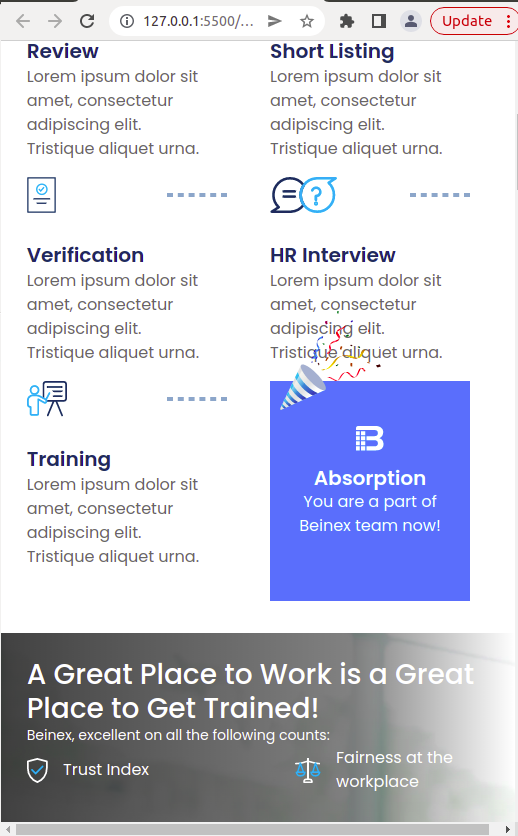 127.0.0.1:5500/...
Update
Review
Lorem ipsum dolor sit
amet, consectetur
adipiscing elit.
Tristique aliquet urna.
Short Listing
Lorem ipsum dolor sit
amet, consectetur
adipiscing elit.
Tristique aliquet urna.
Verification
Lorem ipsum dolor sit
amet, consectetur
adipiscing elit.
Tristique aliquet urna.
HR Interview
Lorem ipsum dolor sit
amet, consectetur
adipiscing elit.
Tristique aliquet urna.
Training
Lorem ipsum dolor sit
amet, consectetur
adipiscing elit.
Tristique aliquet urna.
B
Absorption
You are a part of
Beinex team now!
A Great Place to Work is a Great
Place to Get Trained!
Beinex, excellent on all the following counts:
Trust Index
Fairness at the
workplace